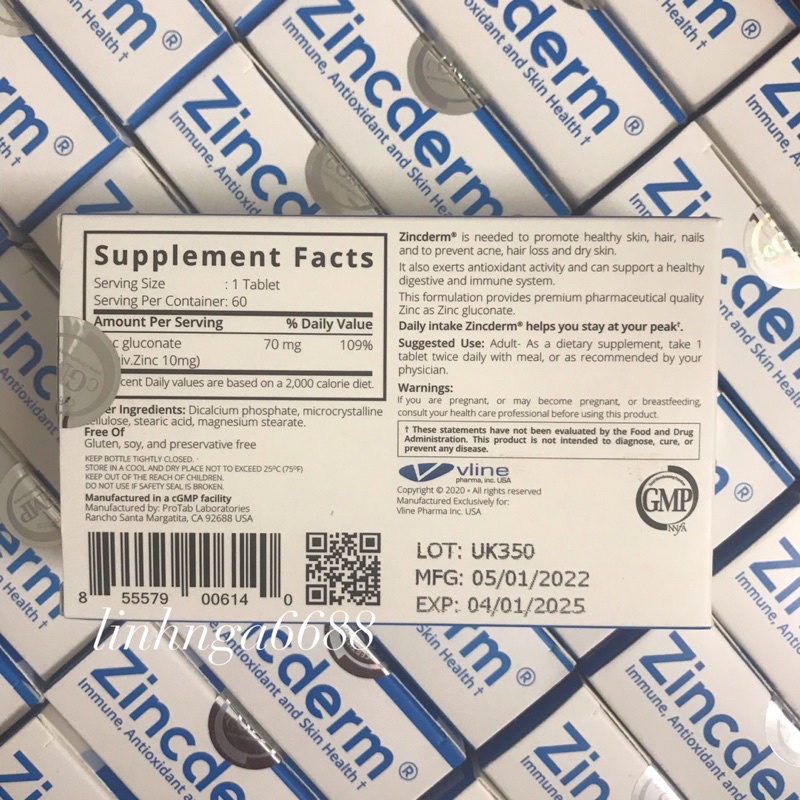 Zincderm®
Immune, Antioxidant and Skin Health †
Supplement Facts
Serving Size : 1 Tablet
Serving Per Container: 60
Amount Per Serving % Daily Value
c gluconate 70 mg 109%
iv.Zinc 10mg)
cent Daily values are based on a 2,000 calorie diet.
er Ingredients: Dicalcium phosphate, microcrystalline
cellulose, stearic acid, magnesium stearate.
Free Of
Gluten, soy, and preservative free
KEEP BOTTLE TIGHTLY CLOSED.
STORE IN A COOL AND DRY PLACE NOT TO EXCEED 25ºC (75ºF)
KEEP OUT OF THE REACH OF CHILDREN.
DO NOT USE IF SAFETY SEAL IS BROKEN.
Manufactured in a cGMP facility
Manufactured by: ProTab Laboratories
Rancho Santa Margatita, CA 92688 USA
8 55579 00614 0
Zincderm® is needed to promote healthy skin, hair, nails
and to prevent acne, hair loss and dry skin.
It also exerts antioxidant activity and can support a healthy
digestive and immune system.
This formulation provides premium pharmaceutical quality
Zinc as Zinc gluconate.
Daily intake Zincderm® helps you stay at your peak†.
Suggested Use: Adult- As a dietary supplement, take 1
tablet twice daily with meal, or as recommended by your
physician.
Warnings:
If you are pregnant, or may become pregnant, or breastfeeding,
consult your health care professional before using this product.
† These statements have not been evaluated by the Food and Drug
Administration. This product is not intended to diagnose, cure, or
prevent any disease.
vline
pharma, inc. USA
Copyright © 2020 • All rights reserved
Manufactured Exclusively for:
Vline Pharma Inc. USA
GMP
LOT: UK350
MFG: 05/01/2022
EXP: 04/01/2025
linhnga6688